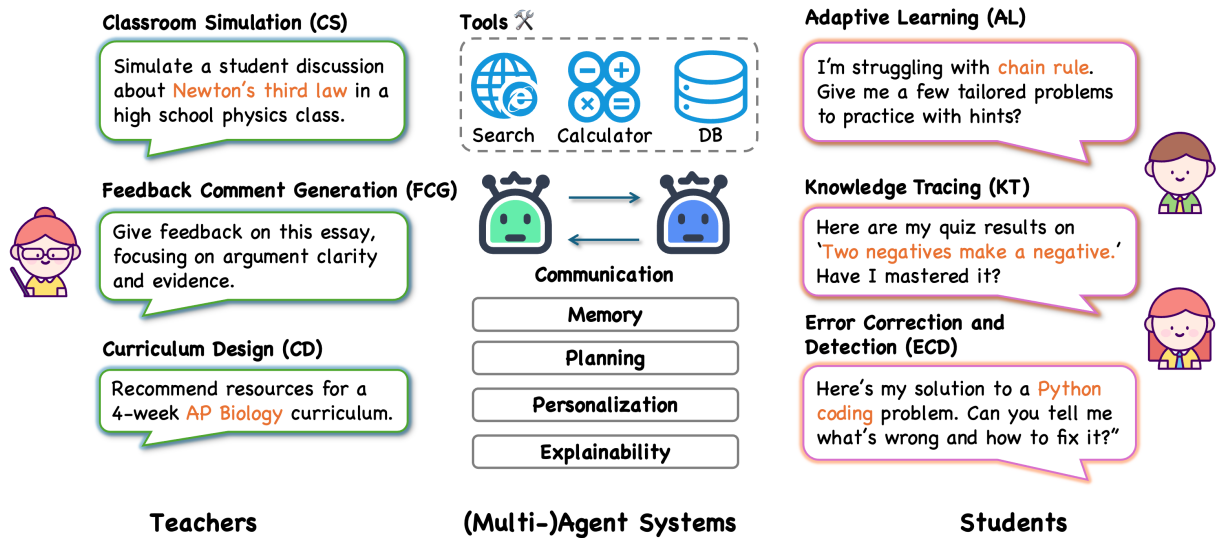 Classroom Simulation (CS)
Simulate a student discussion
about Newton's third law in a
high school physics class.
Feedback Comment Generation (FCG)
Give feedback on this essay,
focusing on argument clarity
and evidence.
Curriculum Design (CD)
Recommend resources for a
4-week AP Biology curriculum.
Teachers
Tools
Search
Calculator
DB
Communication
Memory
Planning
Personalization
Explainability
(Multi-)Agent Systems
Adaptive Learning (AL)
I'm struggling with chain rule.
Give me a few tailored problems
to practice with hints?
Knowledge Tracing (KT)
Here are my quiz results on
'Two negatives make a negative.'
Have I mastered it?
Error Correction and
Detection (ECD)
Here's my solution to a Python
coding problem. Can you tell me
what's wrong and how to fix it?"
Students